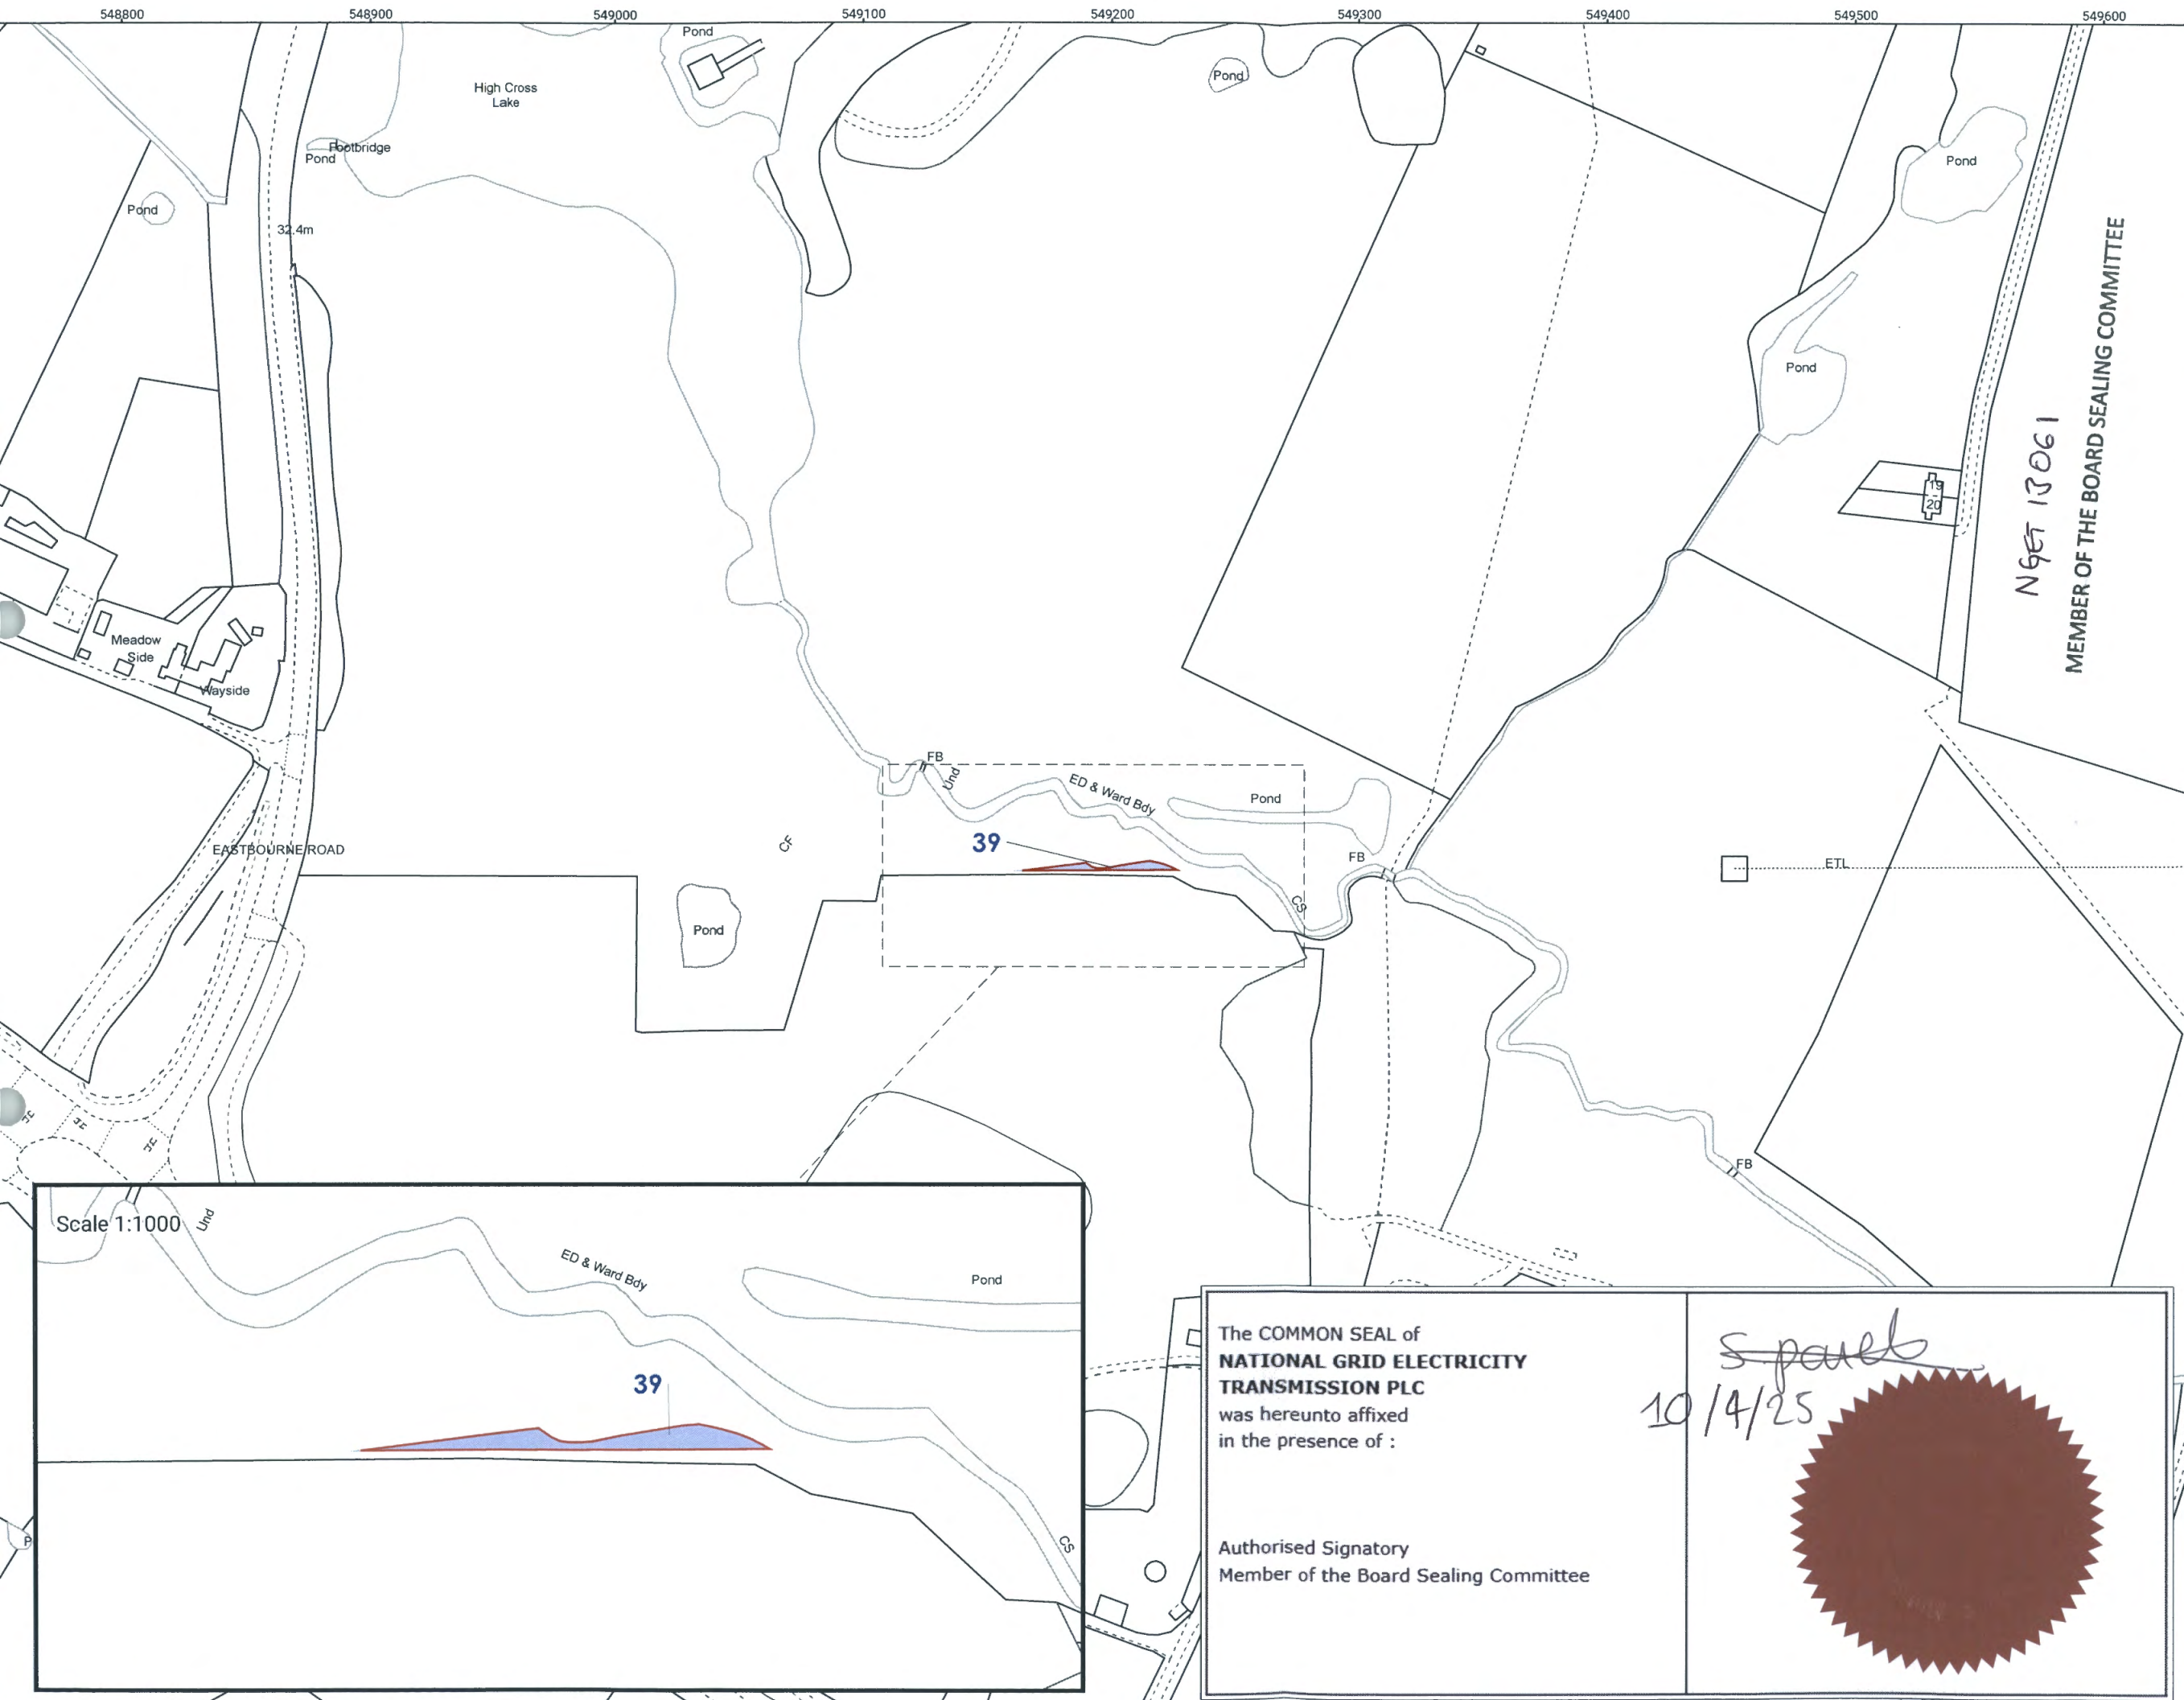 548800
548900
549000
549100
549200
549300
549400
549500
549600
Pond
High Cross
Lake
Pond
Footbridge
Pond
Pond
Pond
32.4m
Pond
MEMBER OF THE BOARD SEALING COMMITTEE
NGET 13061
19
-
20
Meadow
Side
Wayside
FB
Und
ED & Ward Bdy
Pond
39
FB
EASTBOURNE ROAD
CF
ETL
CS
Pond
FB
Scale 1:1000
Und
ED & Ward Bdy
Pond
39
CS
The COMMON SEAL of
NATIONAL GRID ELECTRICITY
TRANSMISSION PLC
was hereunto affixed
in the presence of :
Authorised Signatory
Member of the Board Sealing Committee
10/4/25